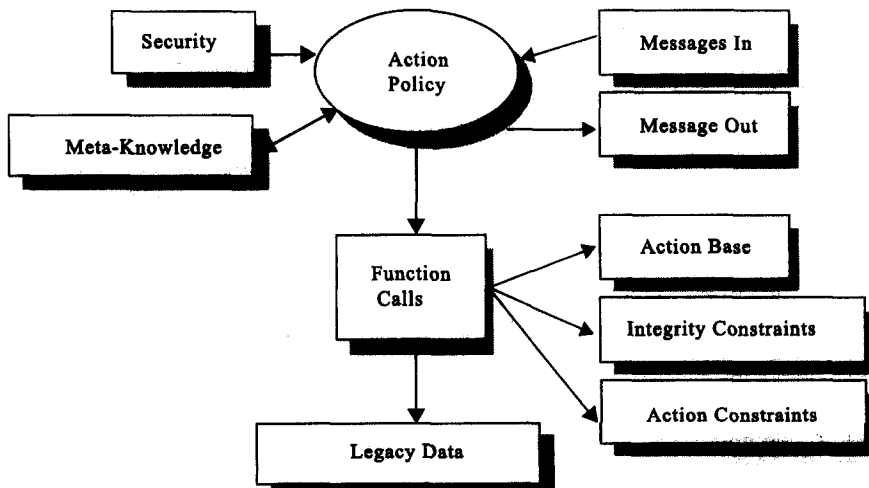 Security
Action
Policy
Messages In
Message Out
Meta-Knowledge
Function
Calls
Action Base
Integrity Constraints
Action Constraints
Legacy Data